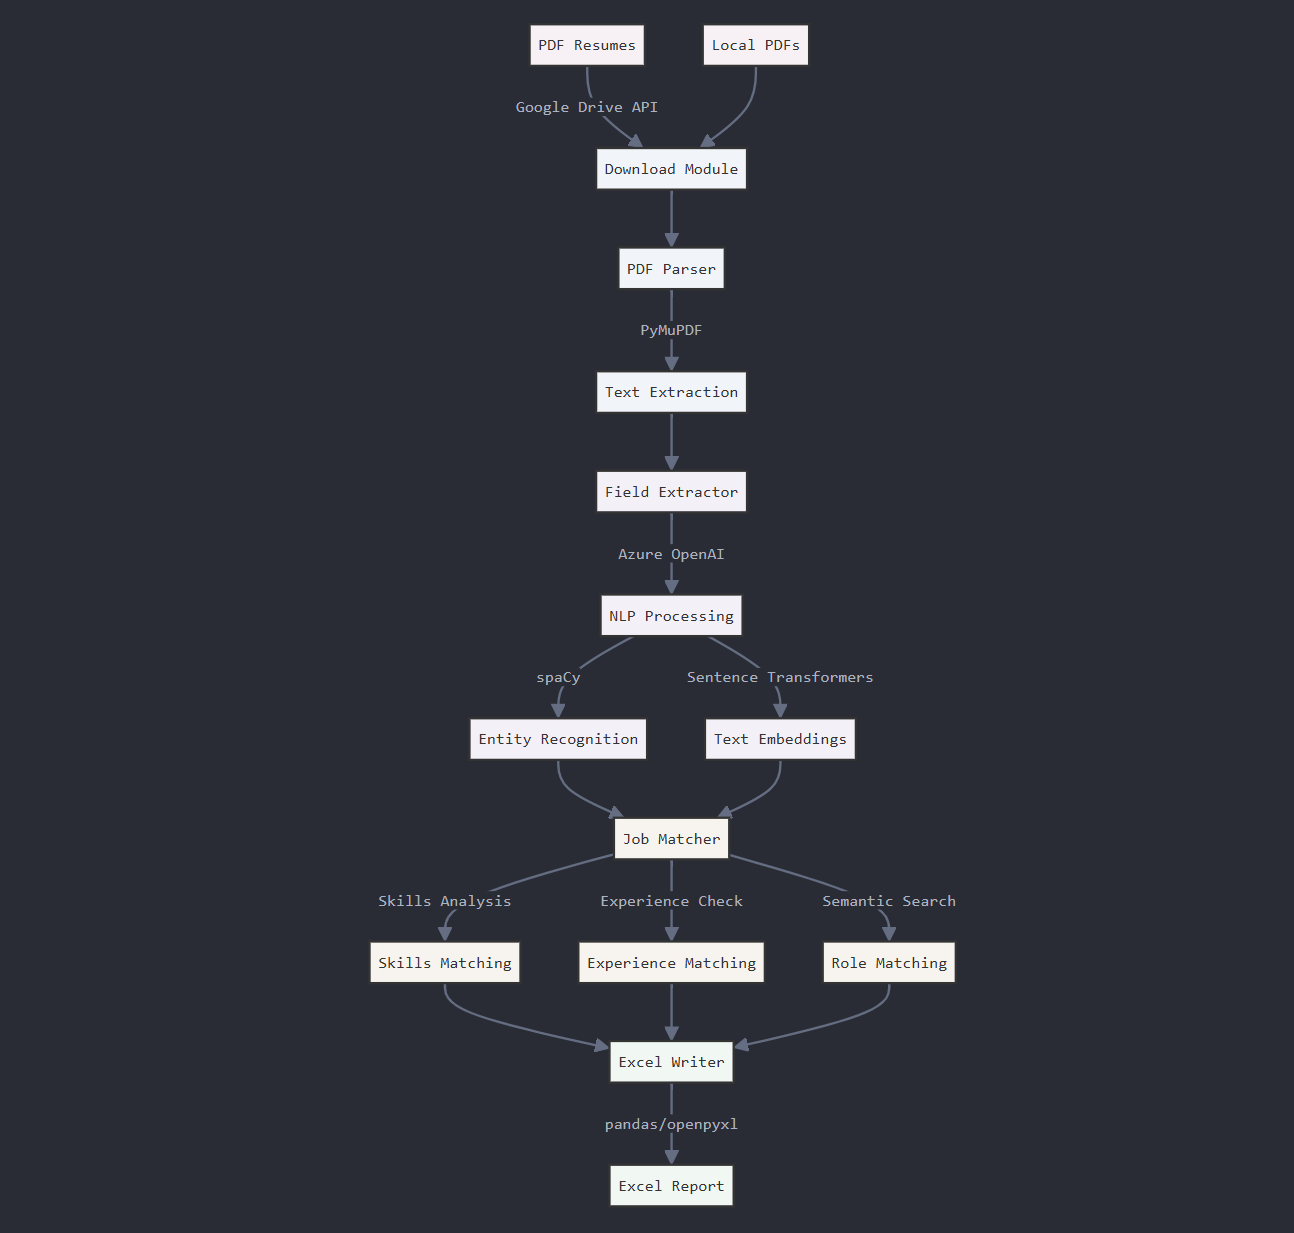 PDF Resumes
Local PDFs
Google Drive API
Download Module
PDF Parser
PyMuPDF
Text Extraction
Field Extractor
Azure OpenAI
NLP Processing
spaCy
Sentence Transformers
Entity Recognition
Text Embeddings
Job Matcher
Skills Analysis
Experience Check
Semantic Search
Skills Matching
Experience Matching
Role Matching
Excel Writer
pandas/openpyxl
Excel Report